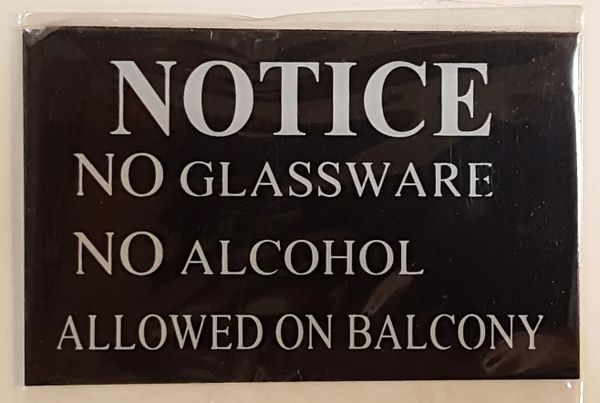 NOTICE
NO GLASSWARE
NO ALCOHOL
ALLOWED ON BALCONY